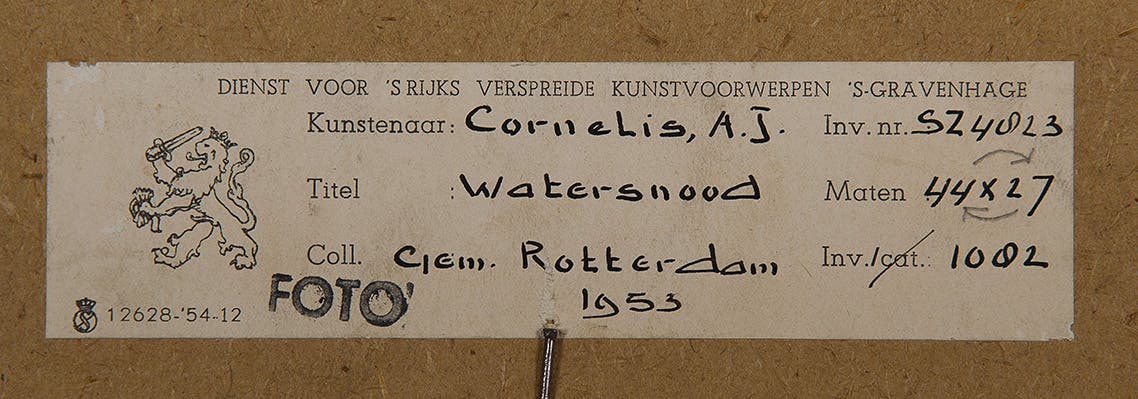 DIENST VOOR 'S RIJKS VERSPREIDE KUNSTVOORWERPEN 'S-GRAVENHAGE
Kunstenaar: Cornelis, A.J. Inv. nr. SZ4023
Titel : Watersnood Maten 44x27
Coll. Gem. Rotterdam Inv./cat.: 1002
1953
FOTO'
12628-'54-12